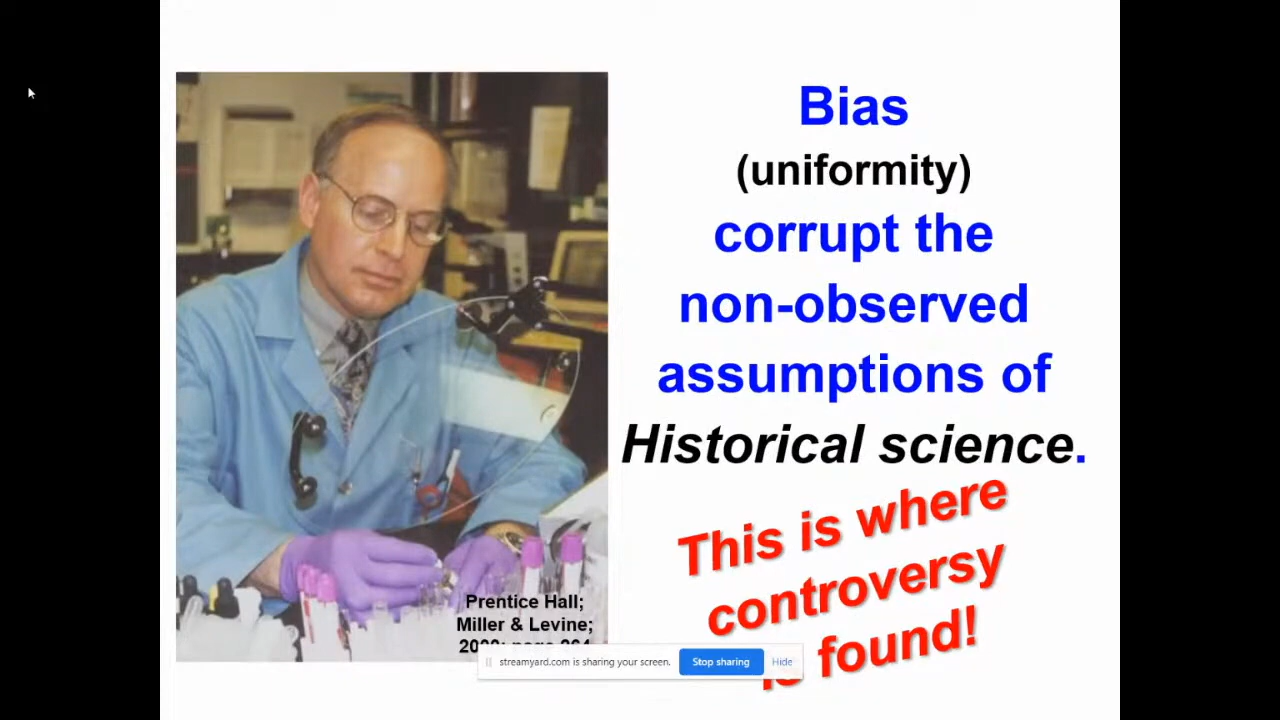 Bias
(uniformity)
corrupt the
non-observed
assumptions of
Historical science.
This is where
controversy
is found!
Prentice Hall;
Miller & Levine;
streamyard.com is sharing your screen.
Stop sharing
Hide